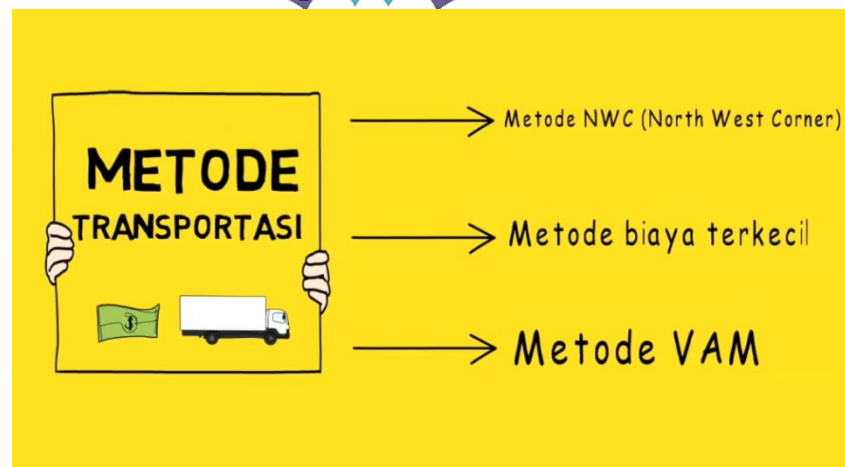 METODE
TRANSPORTASI
$
Metode NWC (North West Corner)
Metode biaya terkecil
Metode VAM